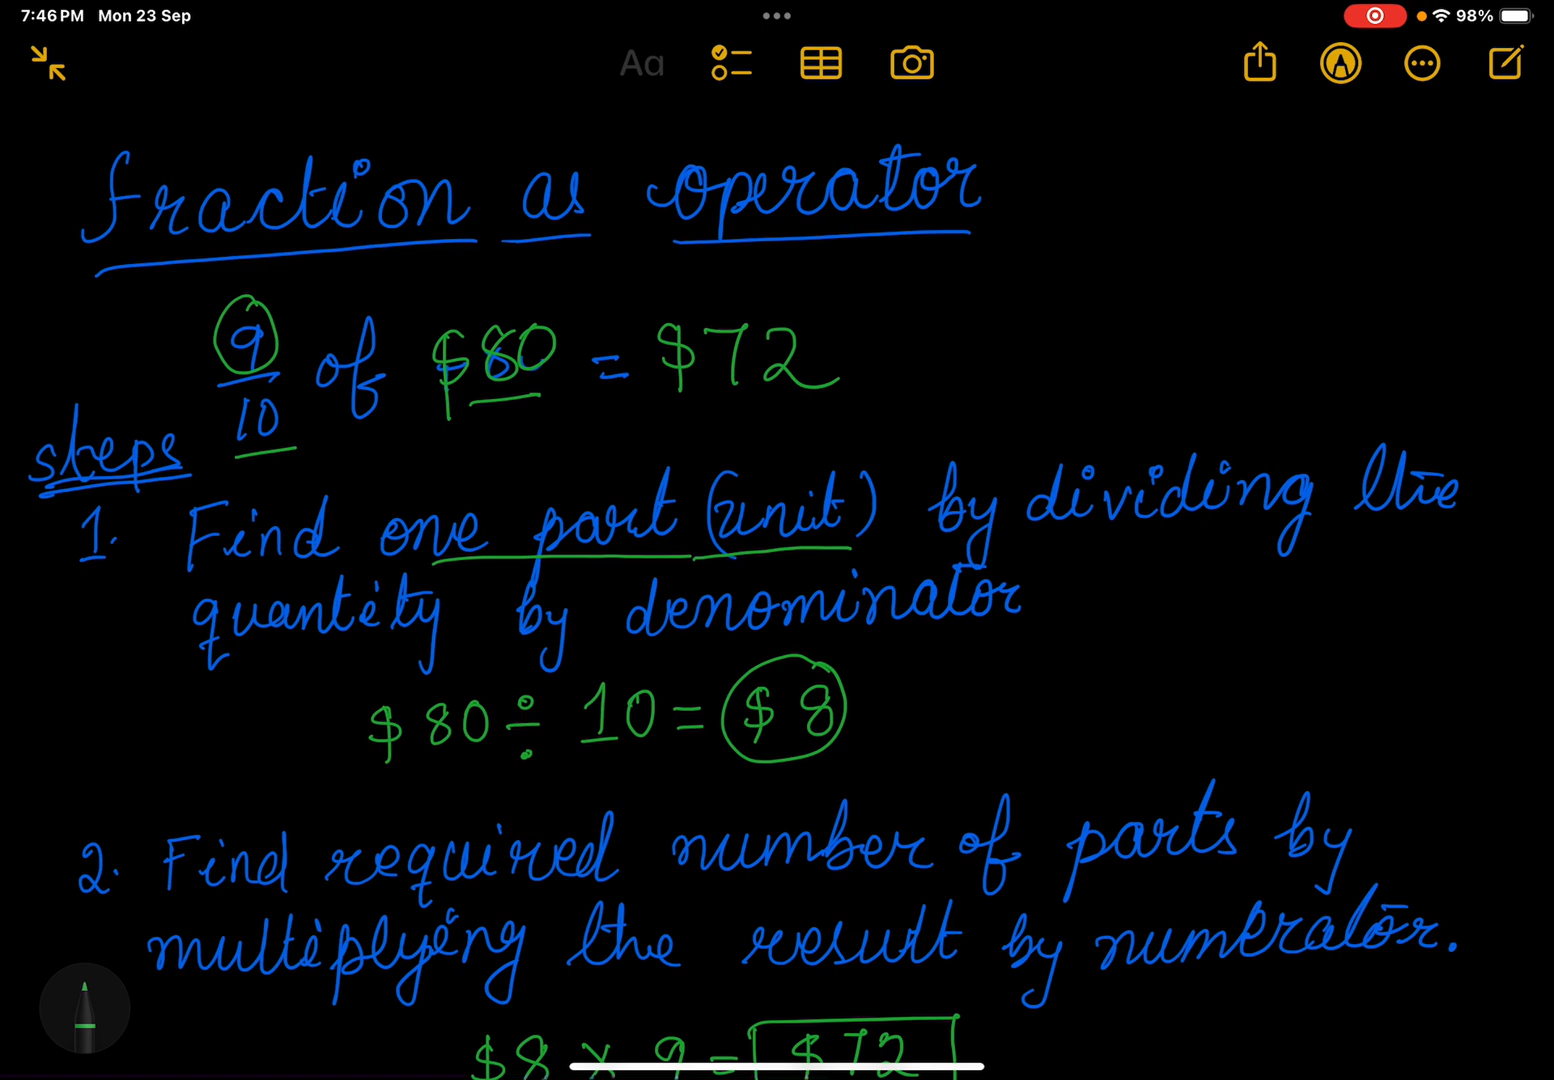 7:46 PM Mon 23 Sep
98%
Aa
fraction as operator
9/10 of $80 = $72
steps
1. Find one part (unit) by dividing the
quantity by denominator
$80 ÷ 10 = $8
2. Find required number of parts by
multiplying the result by numerator.
$8 × 9 = $72